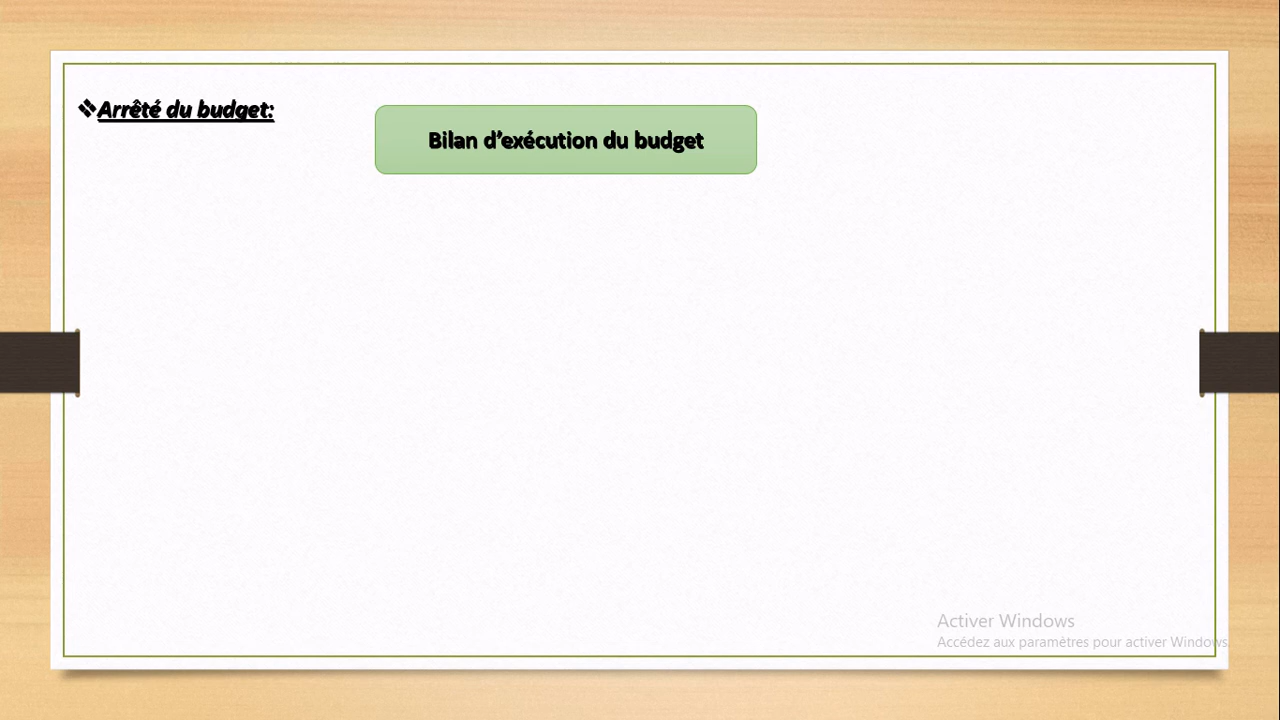 ❖Arrêté du budget:
Bilan d’exécution du budget
Activer Windows
Accédez aux paramètres pour activer Windows